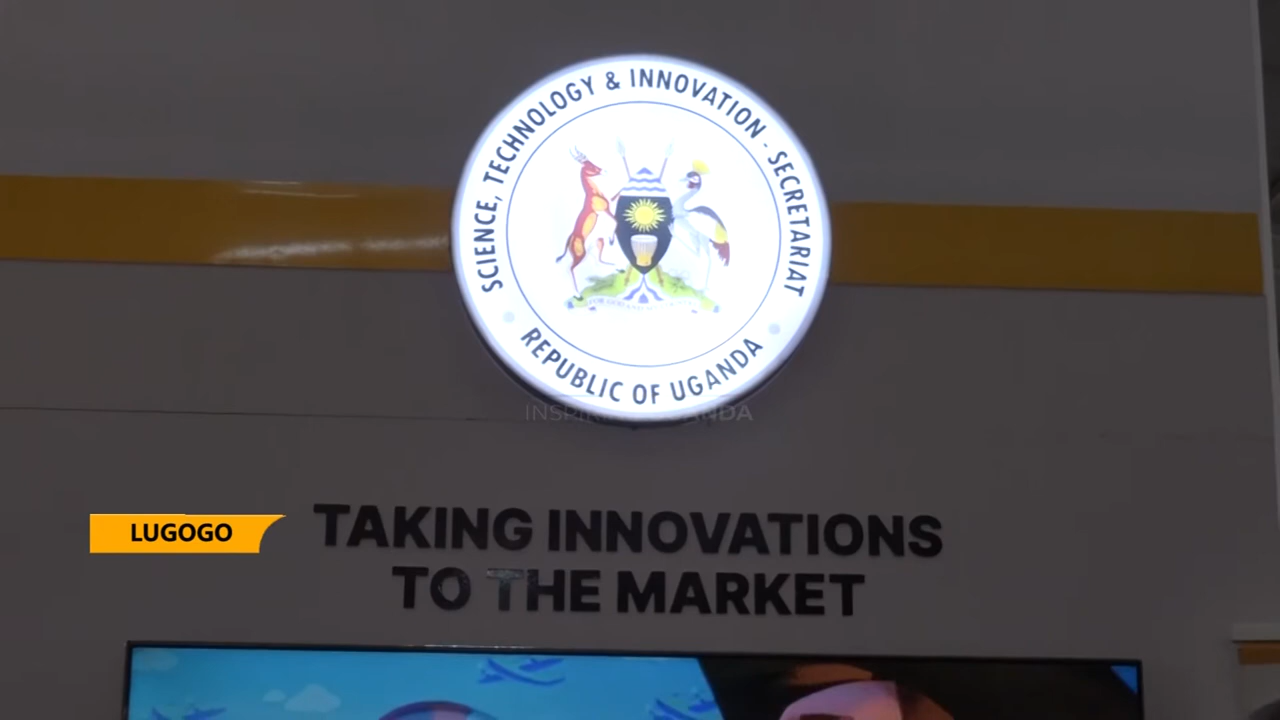 SCIENCE, TECHNOLOGY & INNOVATION - SECRETARIAT
REPUBLIC OF UGANDA
LUGOGO
TAKING INNOVATIONS
TO THE MARKET